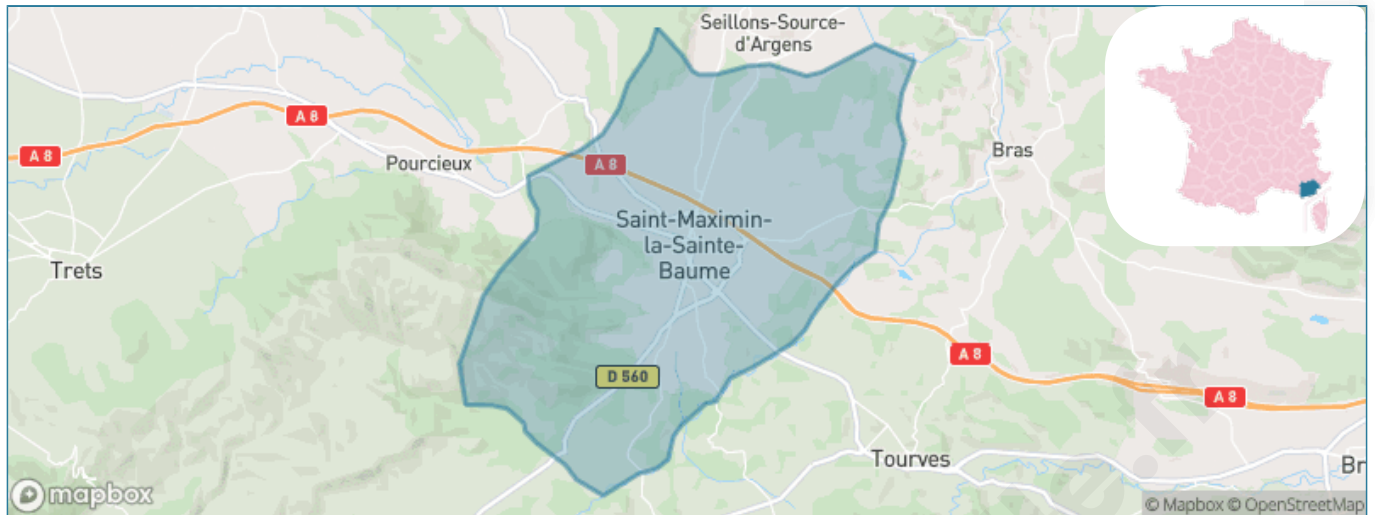 Seillons-Source-
d'Argens
A 8
A 8
Pourcieux
A 8
Bras
Saint-Maximin-
la-Sainte-
Baume
Trets
A 8
D 560
A 8
Tourves
Br
mapbox
© Mapbox © OpenStreetMap